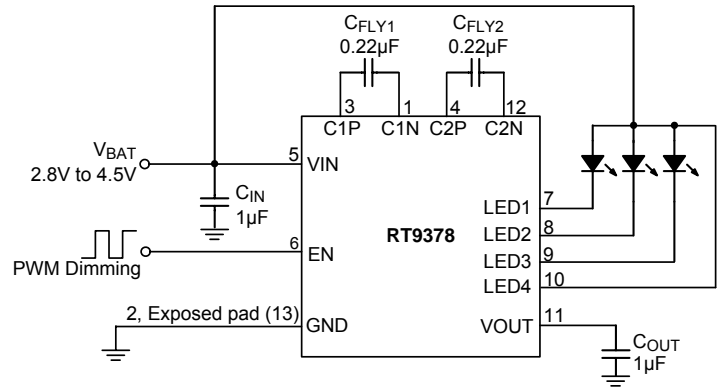 CFLY1
0.22µF
CFLY2
0.22µF
3
1
4
12
C1P
C1N
C2P
C2N
VBAT
2.8V to 4.5V
5
VIN
CIN
1µF
LED1
7
RT9378
LED2
8
6
EN
PWM Dimming
LED3
9
LED4
10
2, Exposed pad (13)
GND
VOUT
11
COUT
1µF